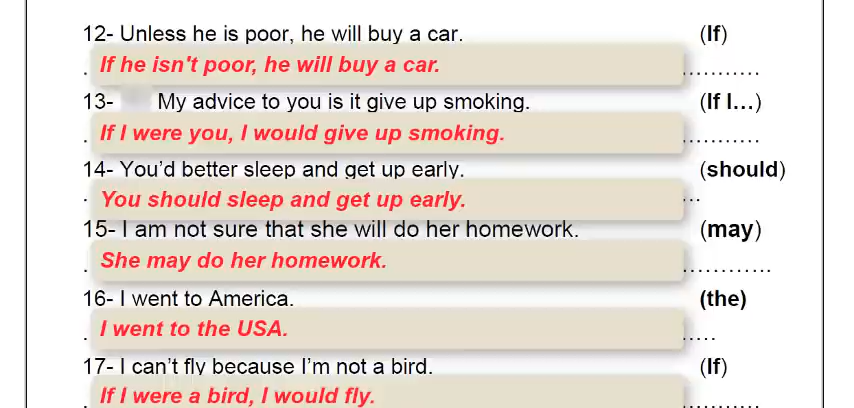 12- Unless he is poor, he will buy a car. (If)
. If he isn't poor, he will buy a car. ...........
13- My advice to you is it give up smoking. (If I…)
. If I were you, I would give up smoking. ...........
14- You’d better sleep and get up early. (should)
. You should sleep and get up early. ...
15- I am not sure that she will do her homework. (may)
. She may do her homework. ………….
16- I went to America. (the)
. I went to the USA. .....
17- I can’t fly because I’m not a bird. (If)
. If I were a bird, I would fly. ...........